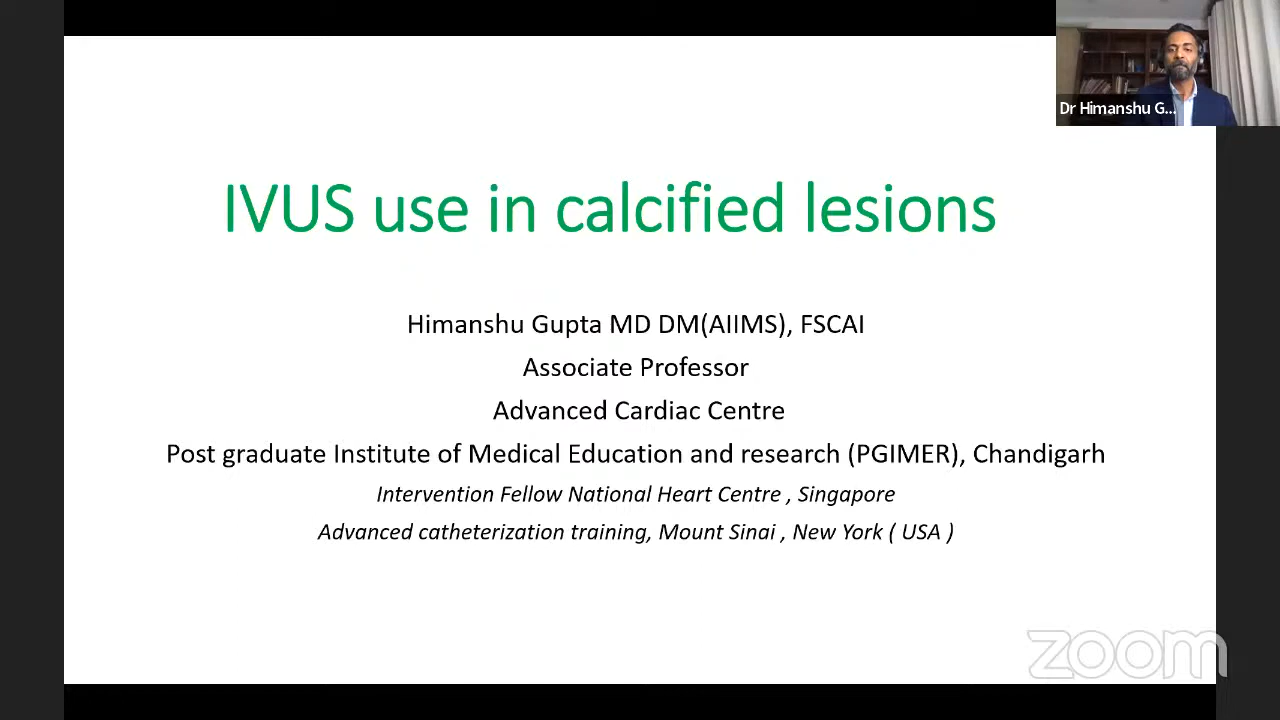 Dr Himanshu G...
IVUS use in calcified lesions
Himanshu Gupta MD DM(AIIMS), FSCAI
Associate Professor
Advanced Cardiac Centre
Post graduate Institute of Medical Education and research (PGIMER), Chandigarh
Intervention Fellow National Heart Centre , Singapore
Advanced catheterization training, Mount Sinai , New York ( USA )
zoom